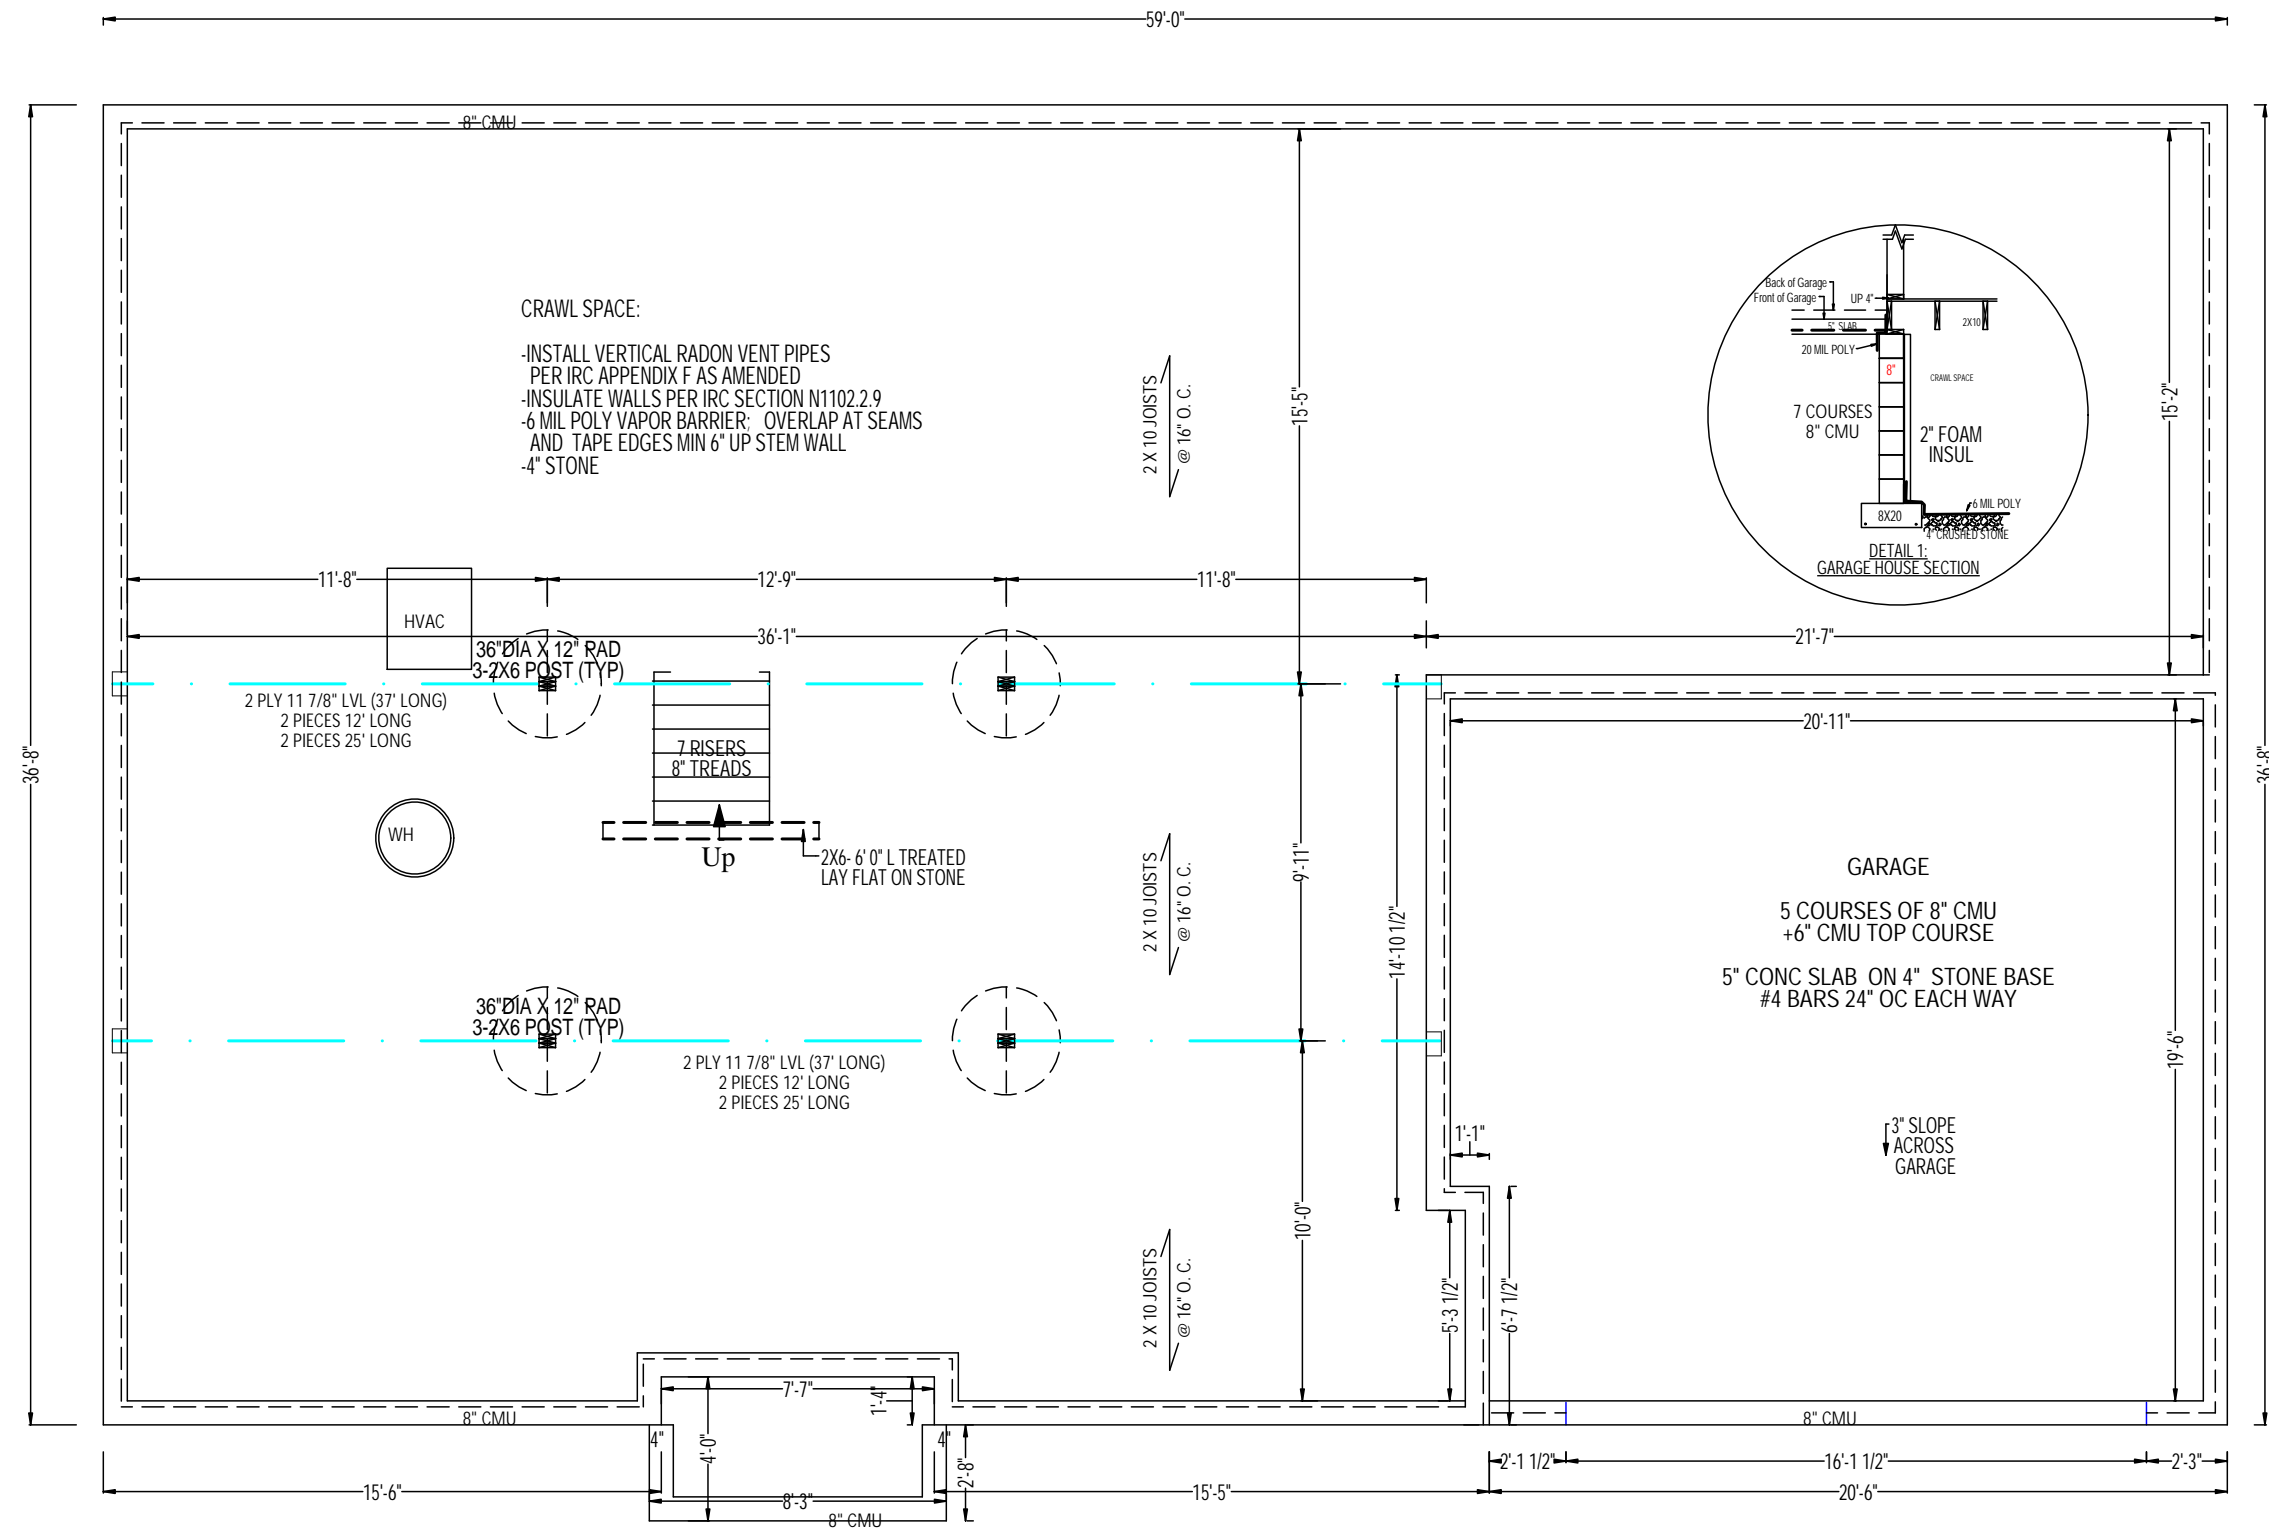 59'-0"
8" CMU
36'-8"
36'-8"
CRAWL SPACE:
-INSTALL VERTICAL RADON VENT PIPES
PER IRC APPENDIX F AS AMENDED
-INSULATE WALLS PER IRC SECTION N1102.2.9
-6 MIL POLY VAPOR BARRIER; OVERLAP AT SEAMS
AND TAPE EDGES MIN 6" UP STEM WALL
-4" STONE
2 X 10 JOISTS
@ 16" O. C.
15'-5"
15'-2"
Back of Garage
Front of Garage
UP 4"
5" SLAB
2X10
20 MIL POLY
8"
CRAWL SPACE
7 COURSES
8" CMU
2" FOAM
INSUL
6 MIL POLY
8X20
4" CRUSHED STONE
DETAIL 1:
GARAGE HOUSE SECTION
11'-8"
12'-9"
11'-8"
HVAC
36'-1"
21'-7"
36"DIA X 12" PAD
3-2X6 POST (TYP)
2 PLY 11 7/8" LVL (37' LONG)
2 PIECES 12' LONG
2 PIECES 25' LONG
20'-11"
7 RISERS
8" TREADS
WH
Up
2X6- 6' 0" L TREATED
LAY FLAT ON STONE
2 X 10 JOISTS
@ 16" O. C.
9'-11"
14'-10 1/2"
GARAGE
5 COURSES OF 8" CMU
+6" CMU TOP COURSE
5" CONC SLAB ON 4" STONE BASE
#4 BARS 24" OC EACH WAY
36"DIA X 12" PAD
3-2X6 POST (TYP)
2 PLY 11 7/8" LVL (37' LONG)
2 PIECES 12' LONG
2 PIECES 25' LONG
19'-6"
1'-1"
3" SLOPE
ACROSS
GARAGE
2 X 10 JOISTS
@ 16" O. C.
10'-0"
5'-3 1/2"
6'-7 1/2"
7'-7"
1'-4"
8" CMU
8" CMU
4"
4'-0"
4"
2'-8"
2'-1 1/2"
16'-1 1/2"
2'-3"
15'-6"
8'-3"
15'-5"
20'-6"
8" CMU